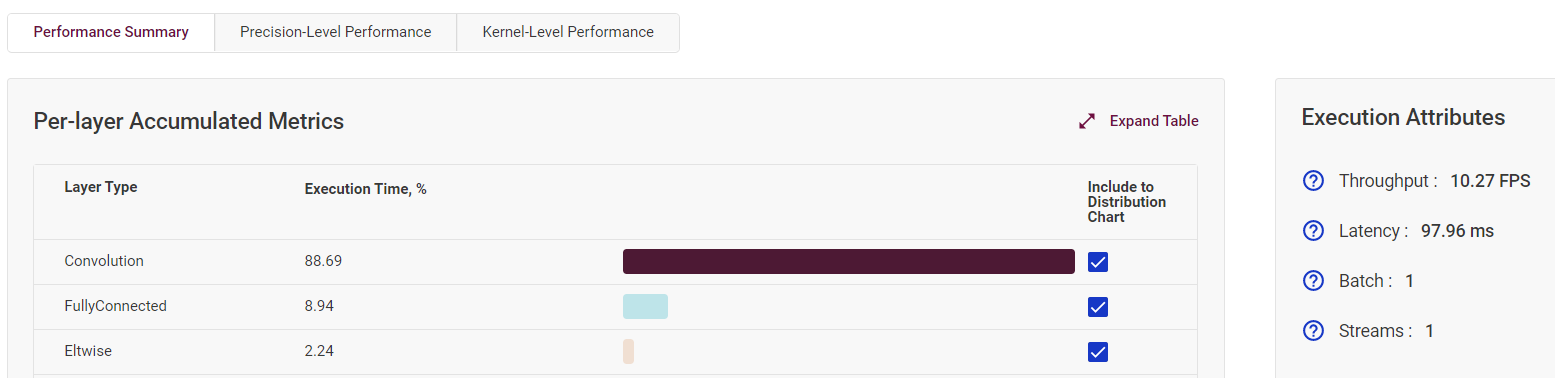 Performance Summary
Precision-Level Performance
Kernel-Level Performance
Per-layer Accumulated Metrics
Expand Table
Layer Type
Execution Time, %
Include to
Distribution
Chart
Convolution
88.69
FullyConnected
8.94
Eltwise
2.24
Execution Attributes
Throughput : 10.27 FPS
Latency : 97.96 ms
Batch : 1
Streams : 1